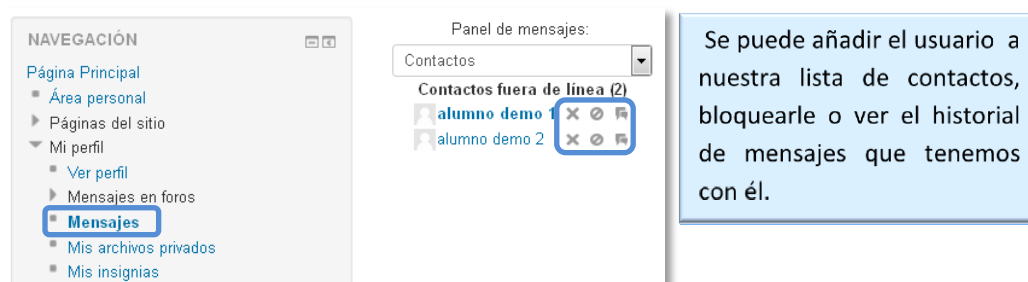 NAVEGACIÓN
Página Principal
Área personal
Páginas del sitio
Mi perfil
Ver perfil
Mensajes en foros
Mensajes
Mis archivos privados
Mis insignias
Panel de mensajes:
Contactos
Contactos fuera de línea (2)
alumno demo 1
alumno demo 2
Se puede añadir el usuario a
nuestra lista de contactos,
bloquearle o ver el historial
de mensajes que tenemos
con él.